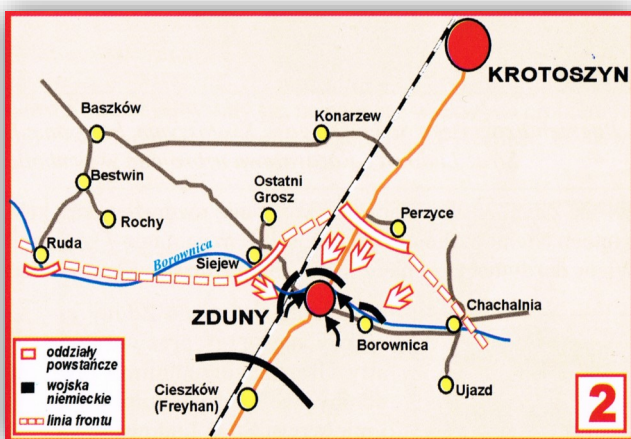 KROTOSZYN
Baszków
Konarzew
Bestwin
Ostatni
Grosz
Rochy
Perzyce
Ruda
Borownica
Siejew
Chachalnia
ZDUNY
Borownica
oddziały
powstańcze
wojska
niemieckie
linia frontu
Cieszków
(Freyhan)
Ujazd
2